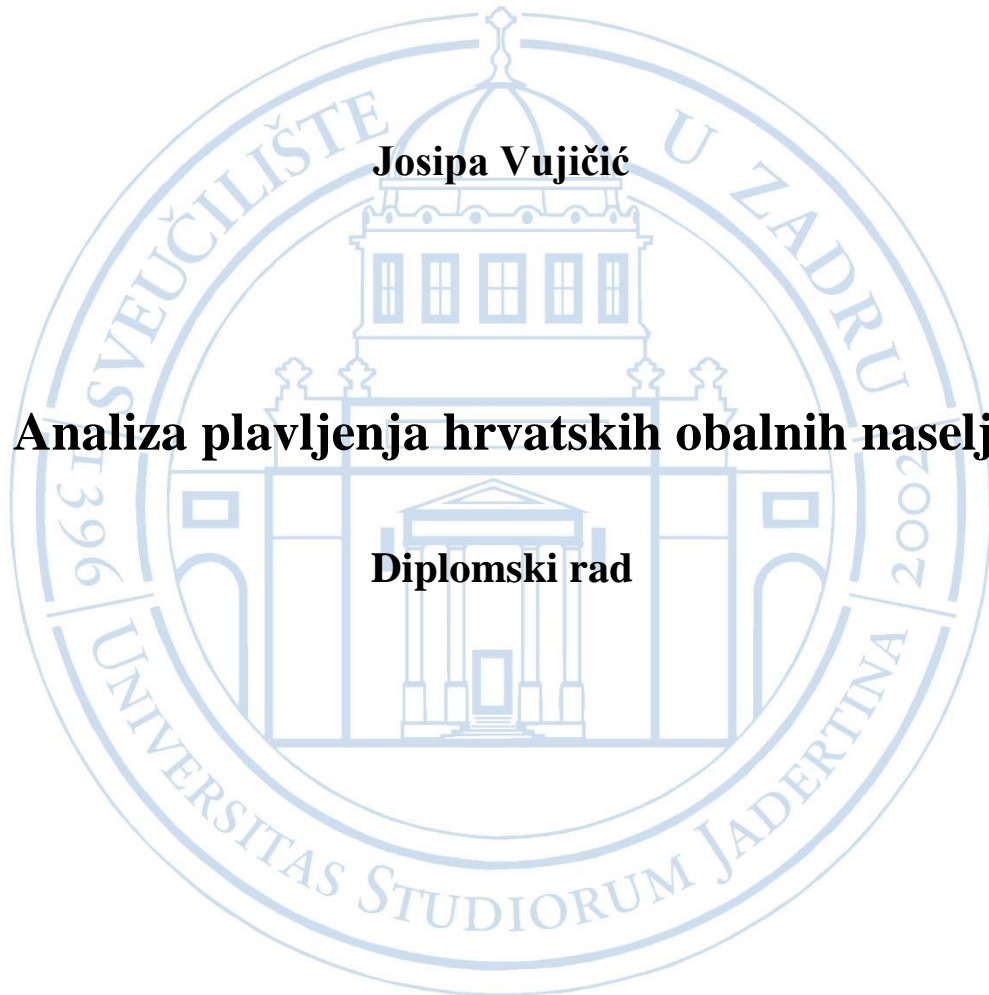 Josipa Vujičić
Analiza plavljenja hrvatskih obalnih naselj
Diplomski rad
SVEUČILIŠTE U ZADRU
1396
2002
UNIVERSITAS STUDIORUM JADERTINA